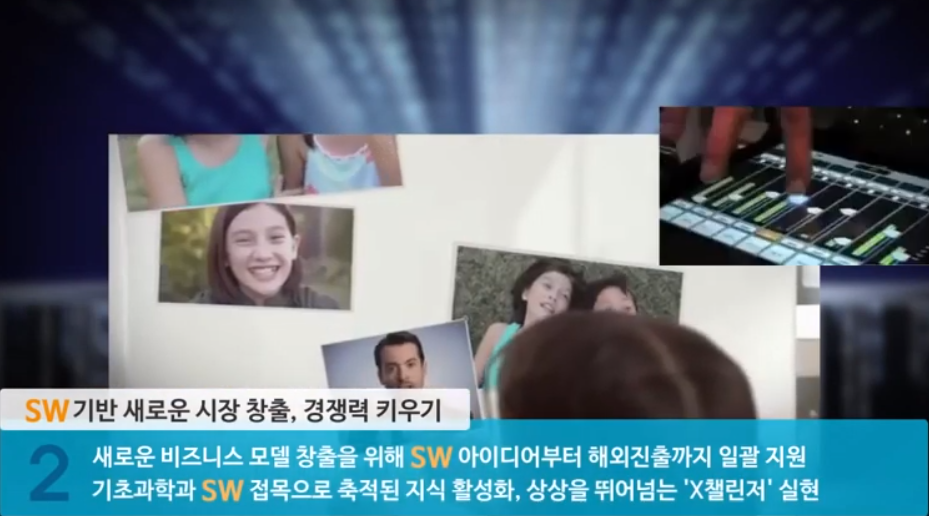 SW기반 새로운 시장 창출, 경쟁력 키우기
2
새로운 비즈니스 모델 창출을 위해 SW 아이디어부터 해외진출까지 일괄 지원
기초과학과 SW 접목으로 축적된 지식 활성화, 상상을 뛰어넘는 'X챌린저' 실현